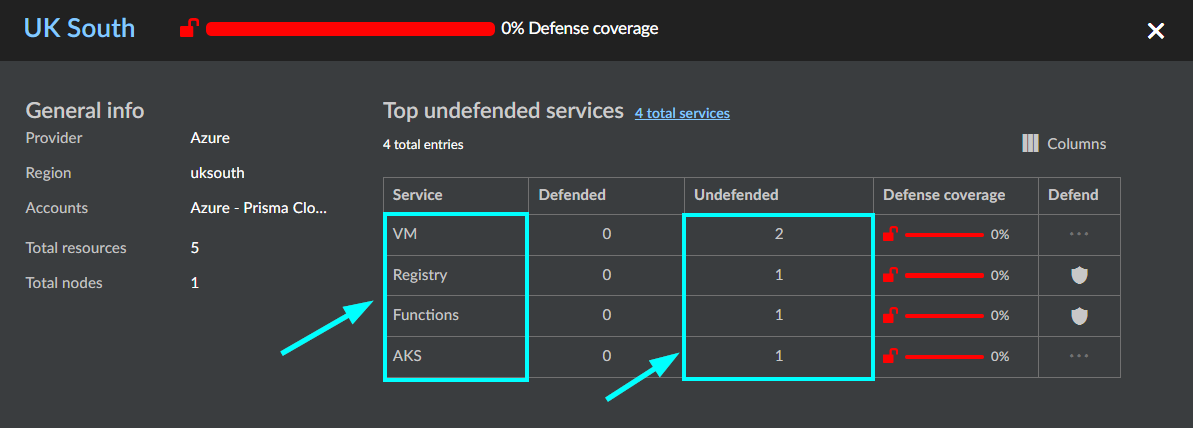 UK South 0% Defense coverage
General info
Provider Azure
Region uksouth
Accounts Azure - Prisma Clo...
Total resources 5
Total nodes 1
Top undefended services 4 total services
4 total entries Columns
Service Defended Undefended Defense coverage Defend
VM 0 2 0%
Registry 0 1 0%
Functions 0 1 0%
AKS 0 1 0%